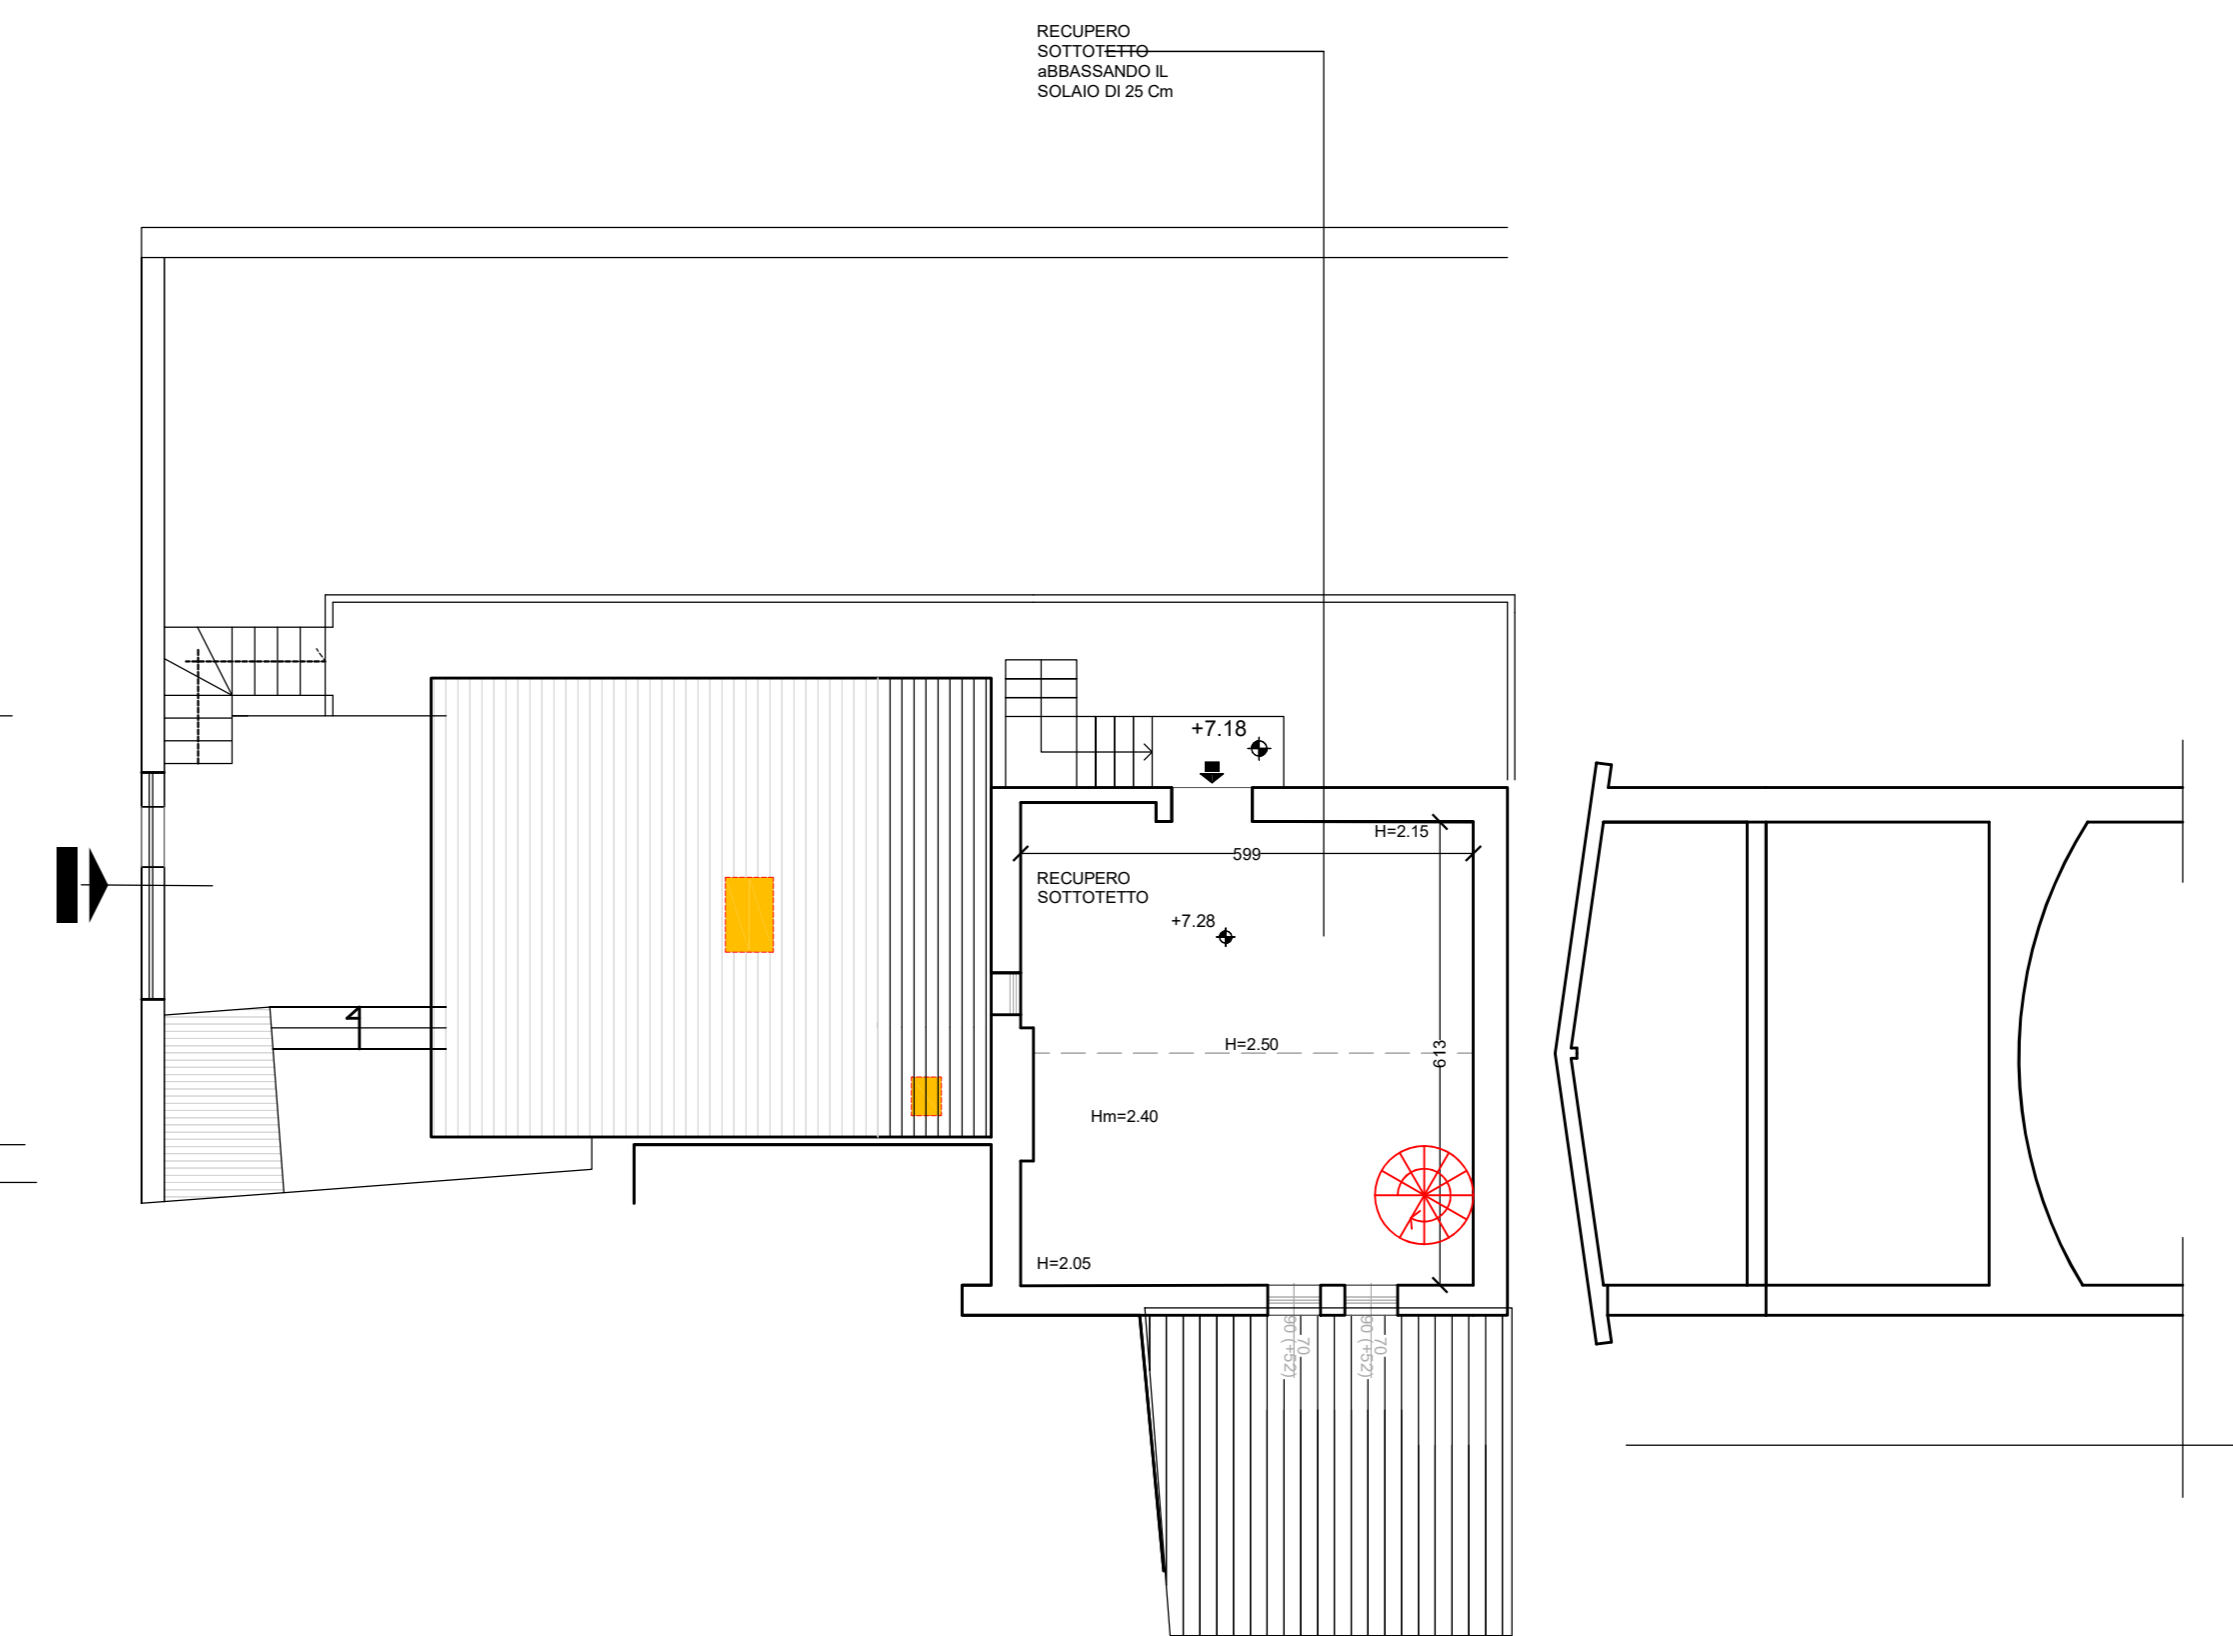 RECUPERO
SOTTOTETTO
aBBASSANDO IL
SOLAIO DI 25 Cm
+7.18
H=2.15
599
RECUPERO
SOTTOTETTO
+7.28
H=2.50
613
Hm=2.40
H=2.05
70
90 (+52)
70
90 (+52)